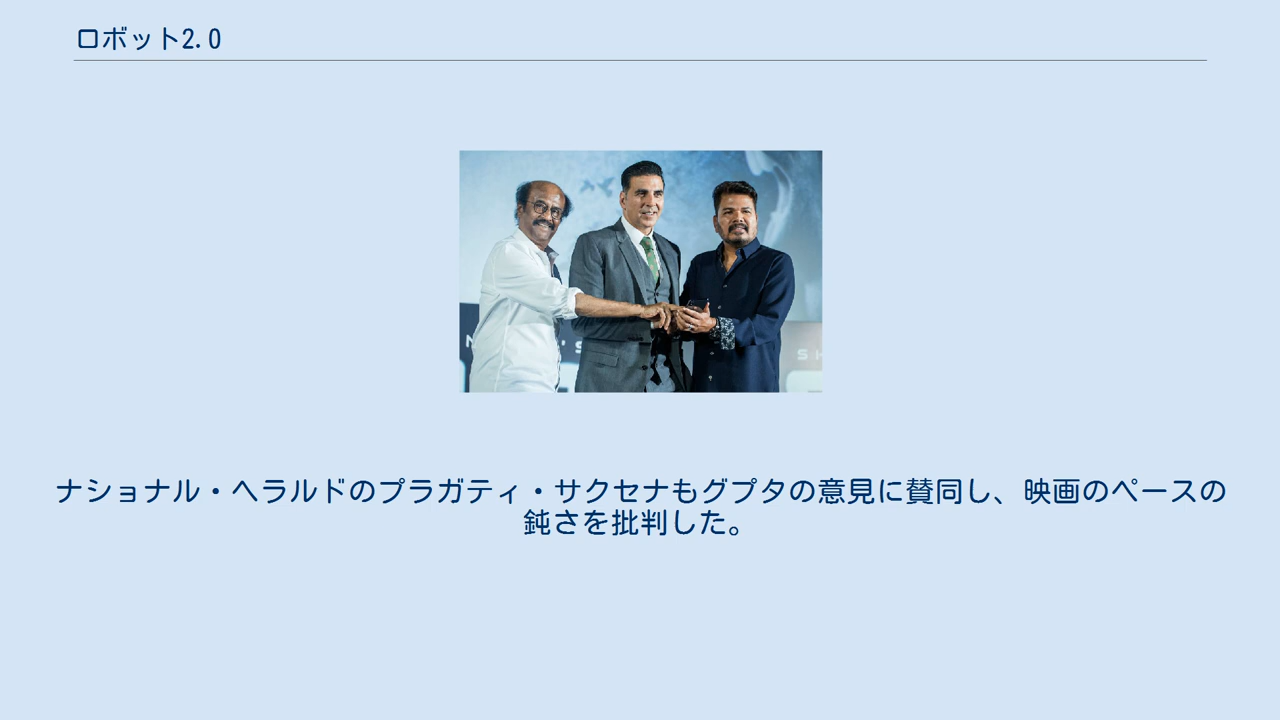 ロボット2.0
ナショナル・ヘラルドのプラガティ・サクセナもグプタの意見に賛同し、映画のペースの
鈍さを批判した。